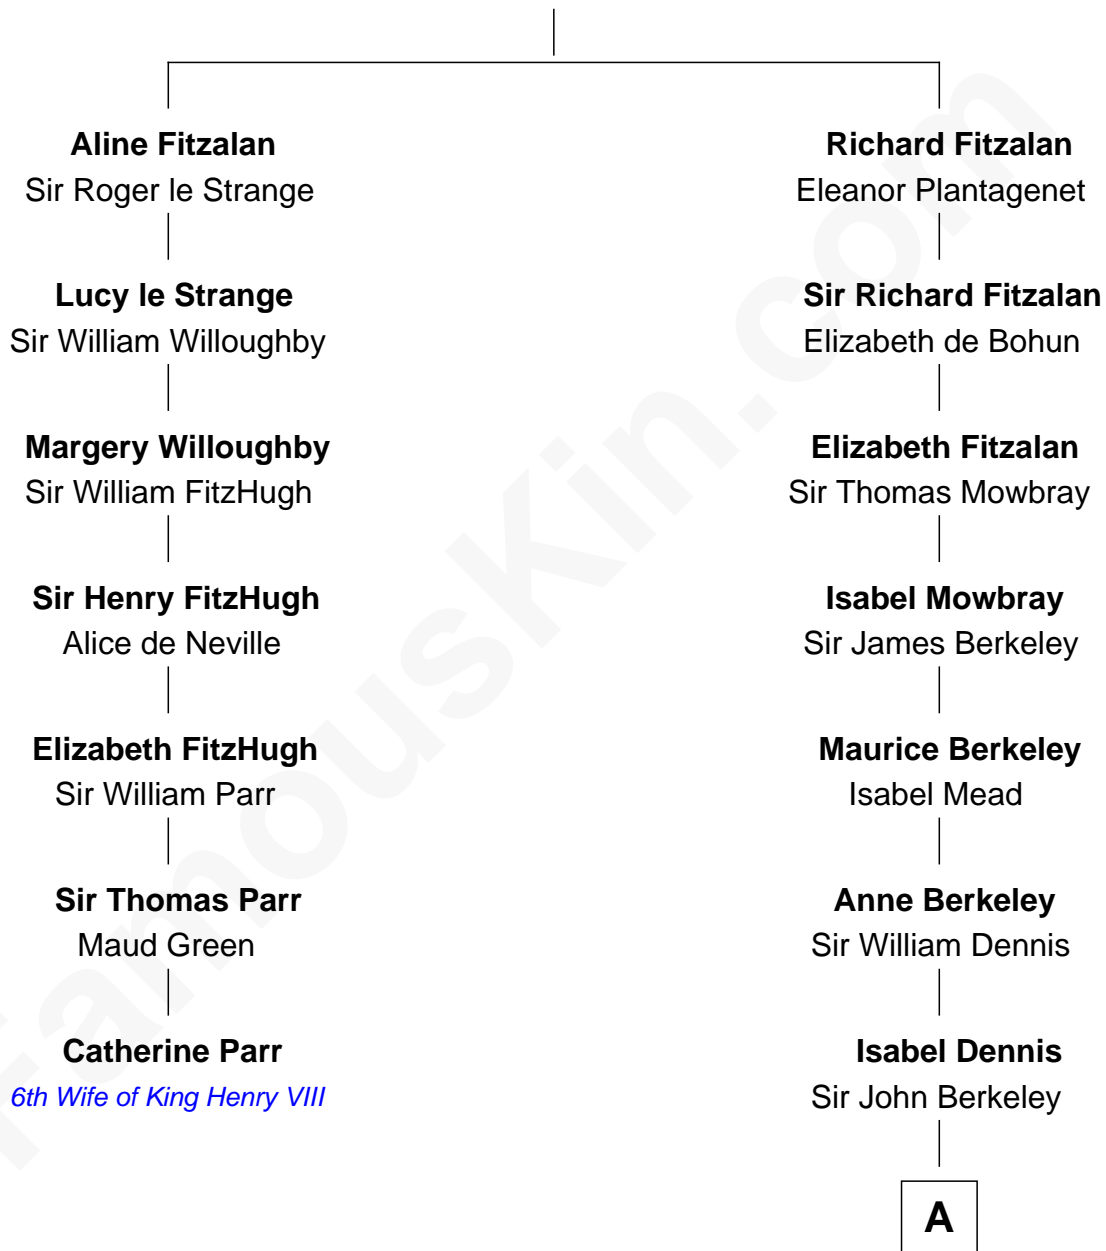 Aline Fitzalan
Sir Roger le Strange
Lucy le Strange
Sir William Willoughby
Margery Willoughby
Sir William FitzHugh
Sir Henry FitzHugh
Alice de Neville
Elizabeth FitzHugh
Sir William Parr
Sir Thomas Parr
Maud Green
Catherine Parr
6th Wife of King Henry VIII
Richard Fitzalan
Eleanor Plantagenet
Sir Richard Fitzalan
Elizabeth de Bohun
Elizabeth Fitzalan
Sir Thomas Mowbray
Isabel Mowbray
Sir James Berkeley
Maurice Berkeley
Isabel Mead
Anne Berkeley
Sir William Dennis
Isabel Dennis
Sir John Berkeley
A
FamousKin.com